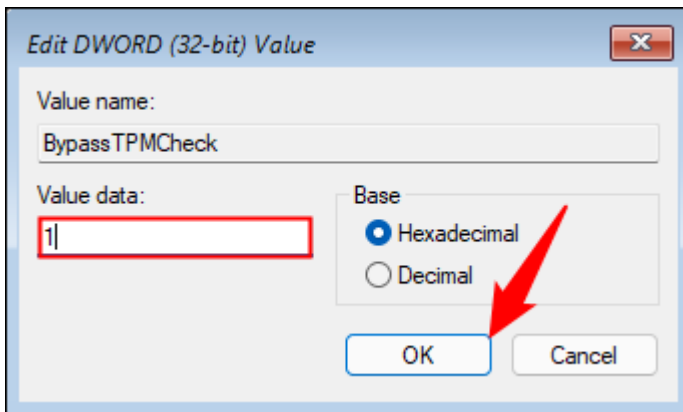 Edit DWORD (32-bit) Value
Value name:
BypassTPMCheck
Value data:
1
Base
Hexadecimal
Decimal
OK
Cancel